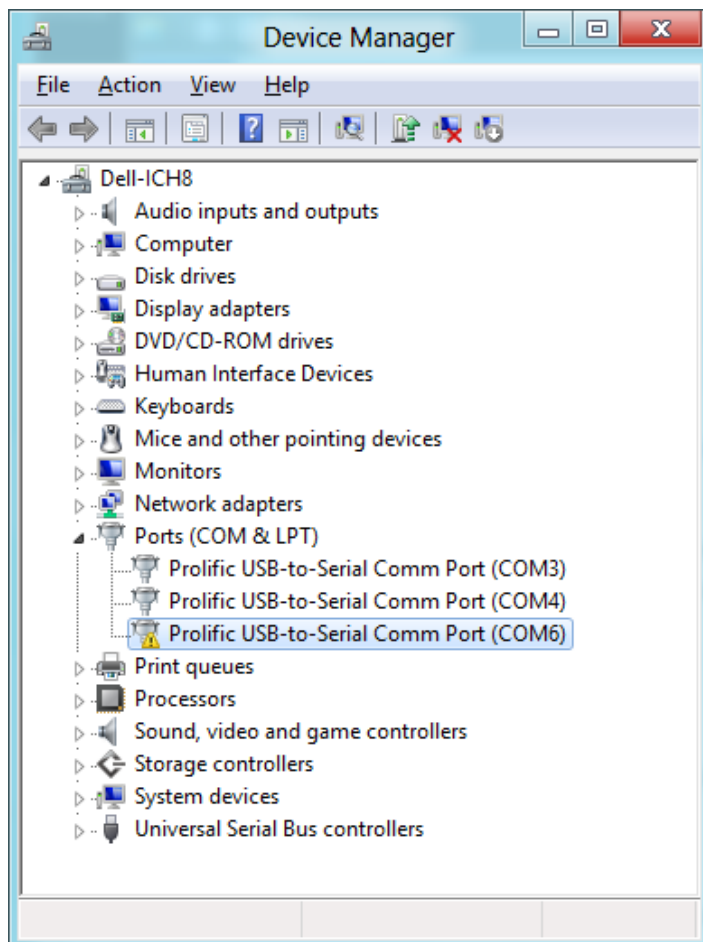 Device Manager
File Action View Help
Dell-ICH8
Audio inputs and outputs
Computer
Disk drives
Display adapters
DVD/CD-ROM drives
Human Interface Devices
Keyboards
Mice and other pointing devices
Monitors
Network adapters
Ports (COM & LPT)
Prolific USB-to-Serial Comm Port (COM3)
Prolific USB-to-Serial Comm Port (COM4)
Prolific USB-to-Serial Comm Port (COM6)
Print queues
Processors
Sound, video and game controllers
Storage controllers
System devices
Universal Serial Bus controllers